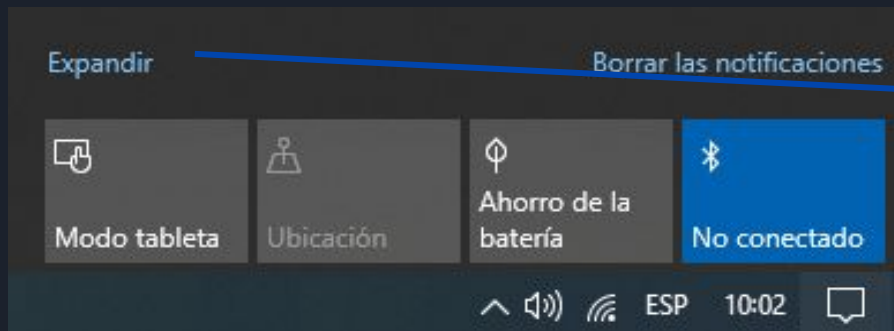 Expandir
Borrar las notificaciones
Modo tableta
Ubicación
Ahorro de la
batería
No conectado
ESP
10:02